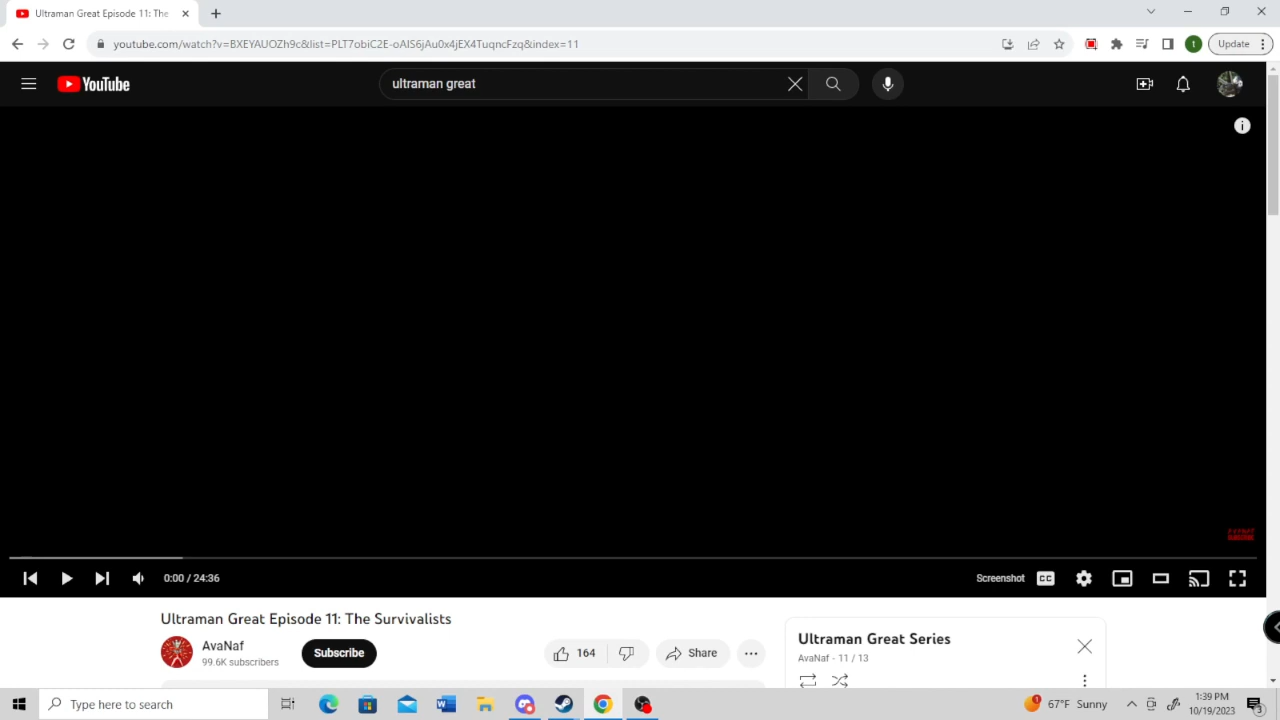 Ultraman Great Episode 11: The
youtube.com/watch?v=BXEYAUOZh9c&list=PLT7obiC2E-oAIS6jAu0x4jEX4TuqncFzq&index=11
Update
YouTube
ultraman great
0:00 / 24:36
Screenshot
CC
Ultraman Great Episode 11: The Survivalists
AvaNaf
99.6K subscribers
Subscribe
164
Share
Ultraman Great Series
AvaNaf - 11 / 13
Type here to search
67°F Sunny
1:39 PM
10/19/2023